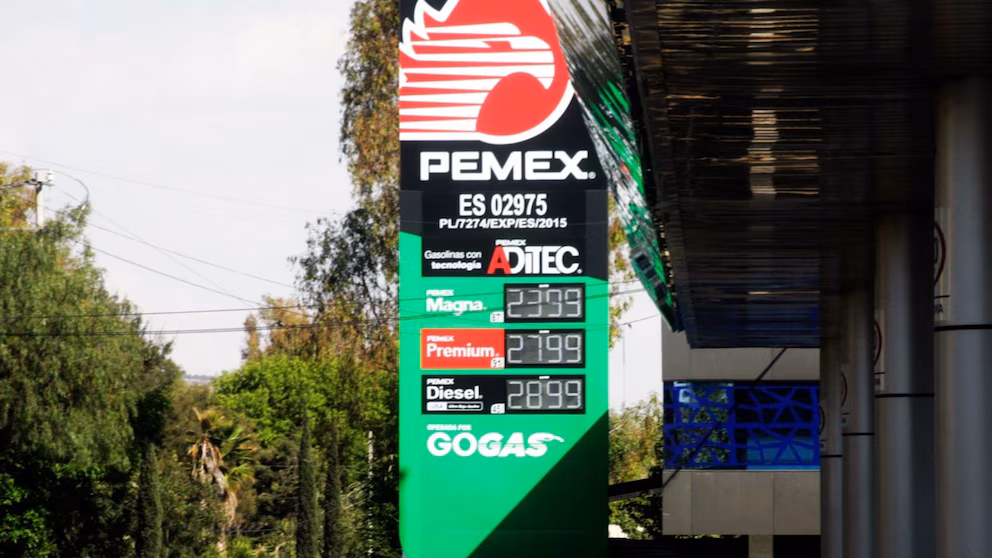 PEMEX®
ES 02975
PL/7274/EXP/ES/2015
Gasolinas con
tecnología
PEMEX
ADiTEC®
PEMEX
Magna 23.99
PEMEX
Premium 27.99
PEMEX
Diesel 28.99
OPERADO POR
GOGAS